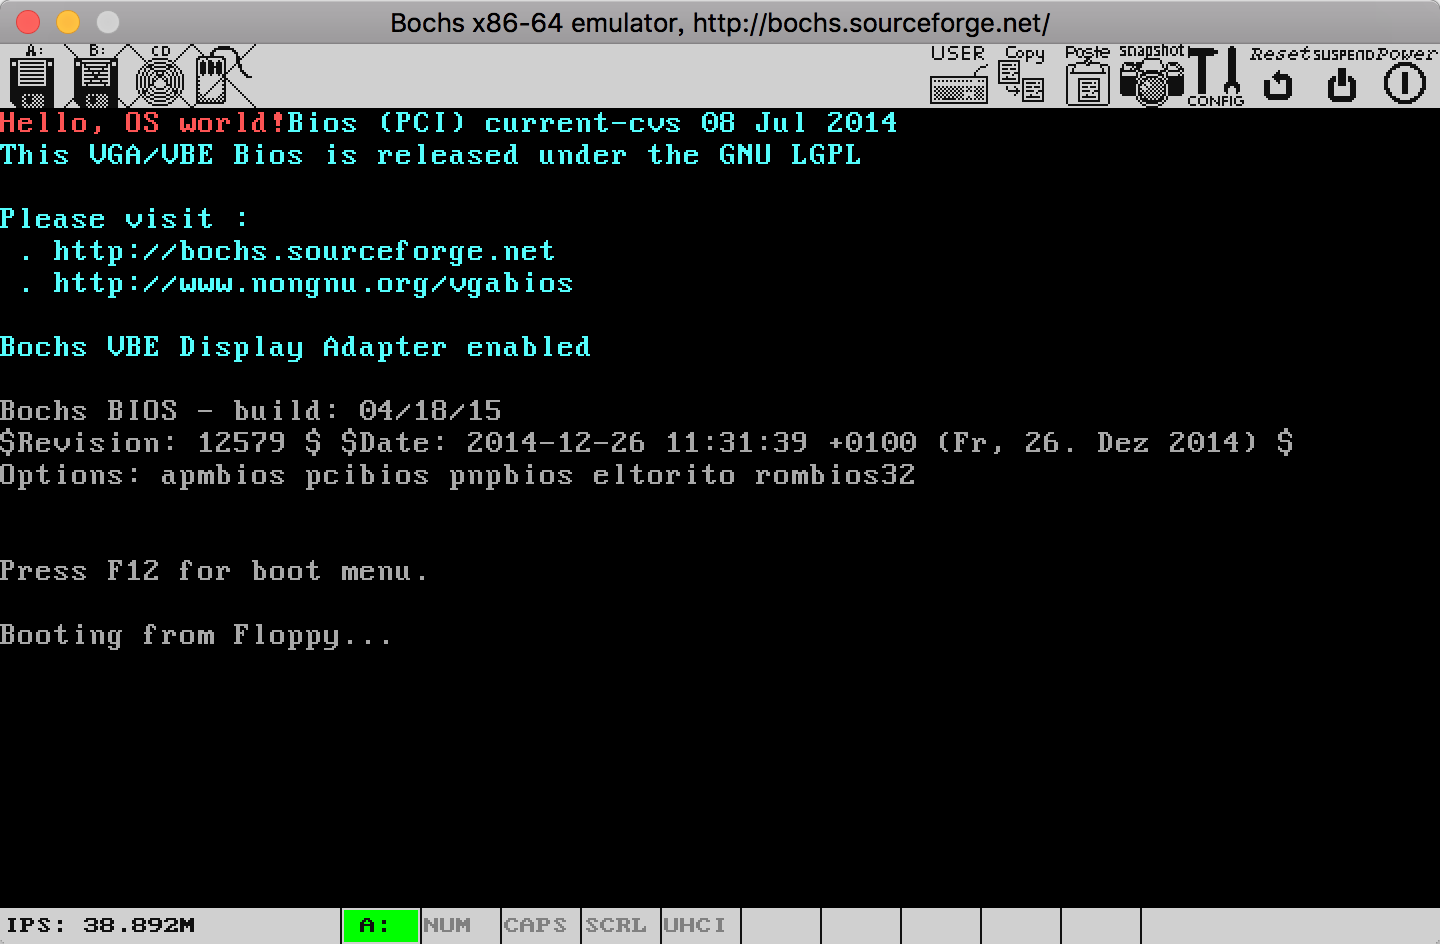 Bochs x86-64 emulator, http://bochs.sourceforge.net/
A: B: CD USER Copy Paste snapshot CONFIG Reset SUSPEND Power
Hello, OS world!Bios (PCI) current-cvs 08 Jul 2014
This VGA/VBE Bios is released under the GNU LGPL
Please visit :
. http://bochs.sourceforge.net
. http://www.nongnu.org/vgabios
Bochs VBE Display Adapter enabled
Bochs BIOS - build: 04/18/15
$Revision: 12579 $ $Date: 2014-12-26 11:31:39 +0100 (Fr, 26. Dez 2014) $
Options: apmbios pcibios pnpbios eltorito rombios32
Press F12 for boot menu.
Booting from Floppy...
IPS: 38.892M A: NUM CAPS SCRL UHCI